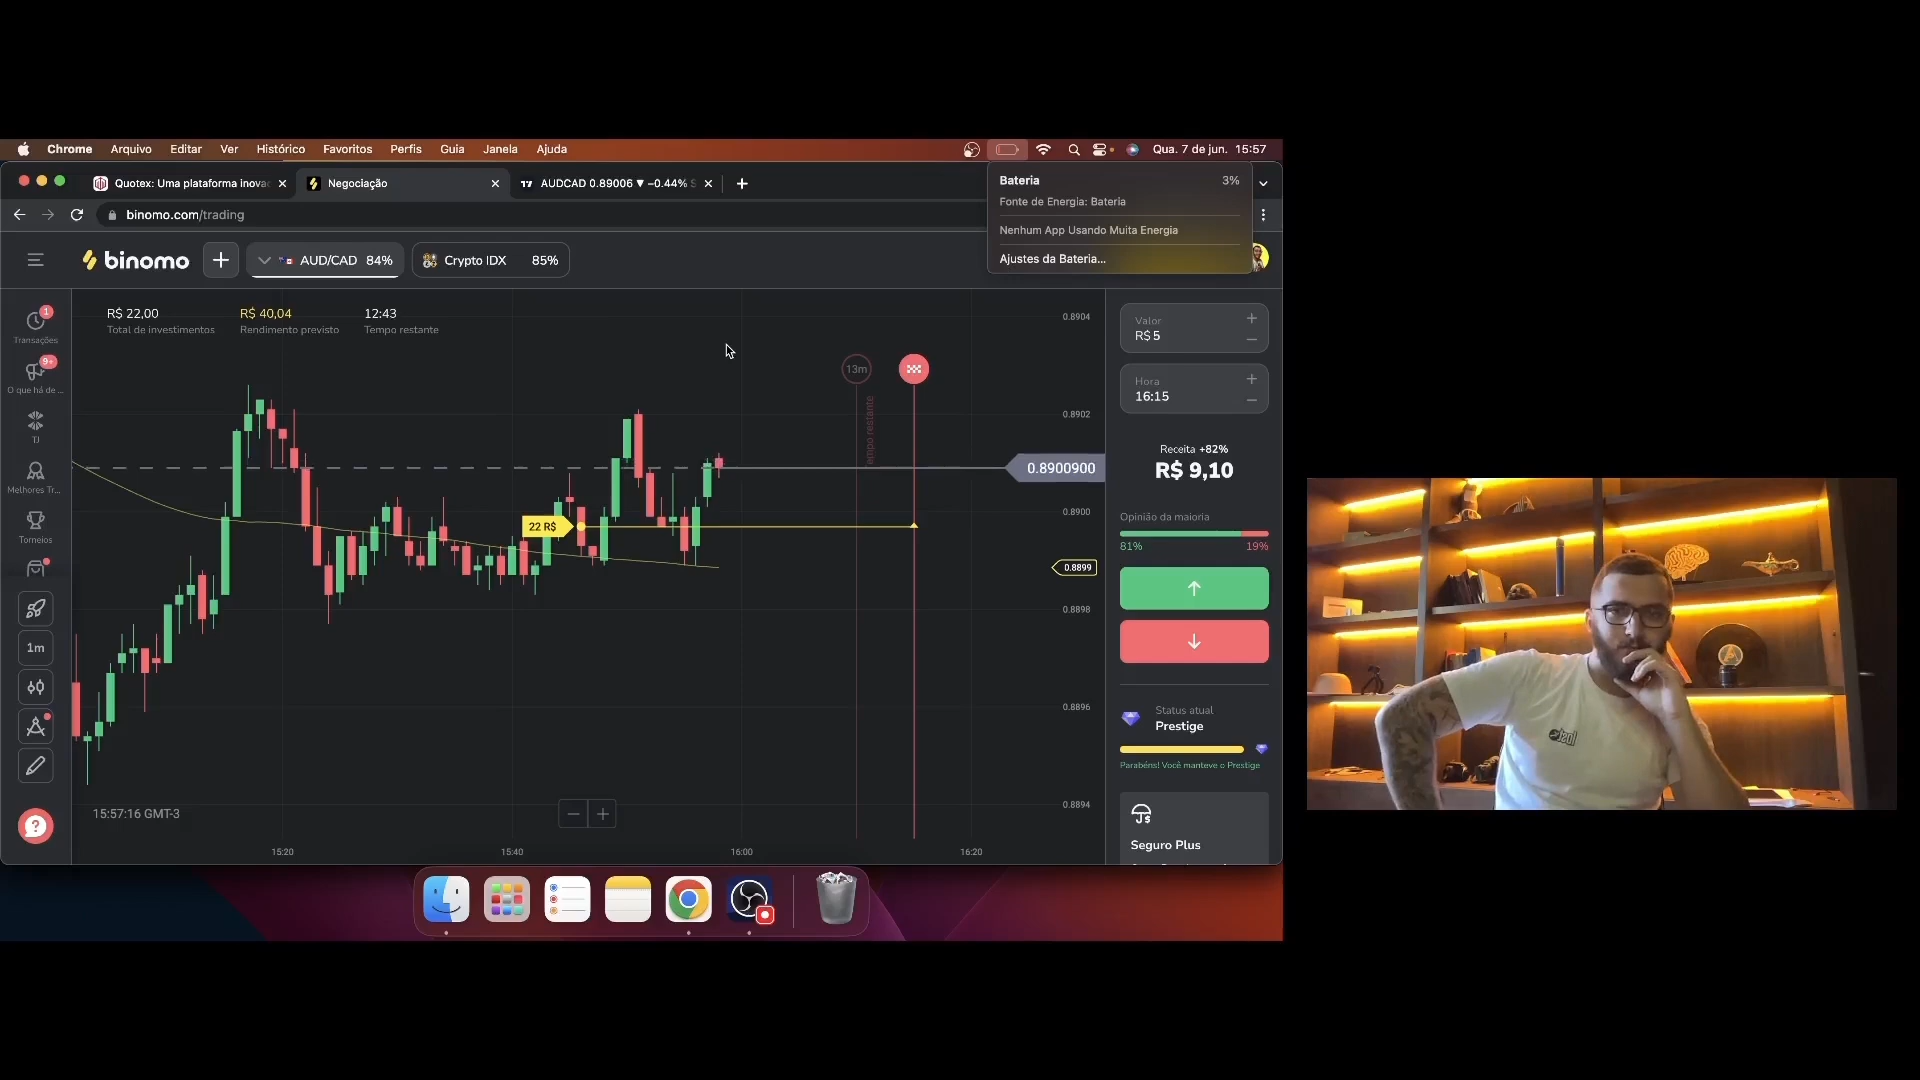 Chrome Arquivo Editar Ver Histórico Favoritos Perfis Guia Janela Ajuda Qua. 7 de jun. 15:57
Quotex: Uma plataforma inova
Negociação
AUDCAD 0.89006 ▼ −0.44% S
binomo.com/trading
Bateria 3%
Fonte de Energia: Bateria
Nenhum App Usando Muita Energia
Ajustes da Bateria...
binomo
AUD/CAD 84%
Crypto IDX 85%
1
Transações
9+
O que há de ...
TJ
Melhores Tr...
Torneios
1m
R$ 22,00
Total de investimentos
R$ 40,04
Rendimento previsto
12:43
Tempo restante
13m
empo restante
22 R$
0.8904
0.8902
0.8900900
0.8900
0.8899
0.8898
0.8896
0.8894
15:57:16 GMT-3
15:20
15:40
16:00
16:20
Valor
R$ 5
Hora
16:15
Receita +82%
R$ 9,10
Opinião da maioria
81% 19%
Status atual
Prestige
Parabéns! Você manteve o Prestige
Seguro Plus